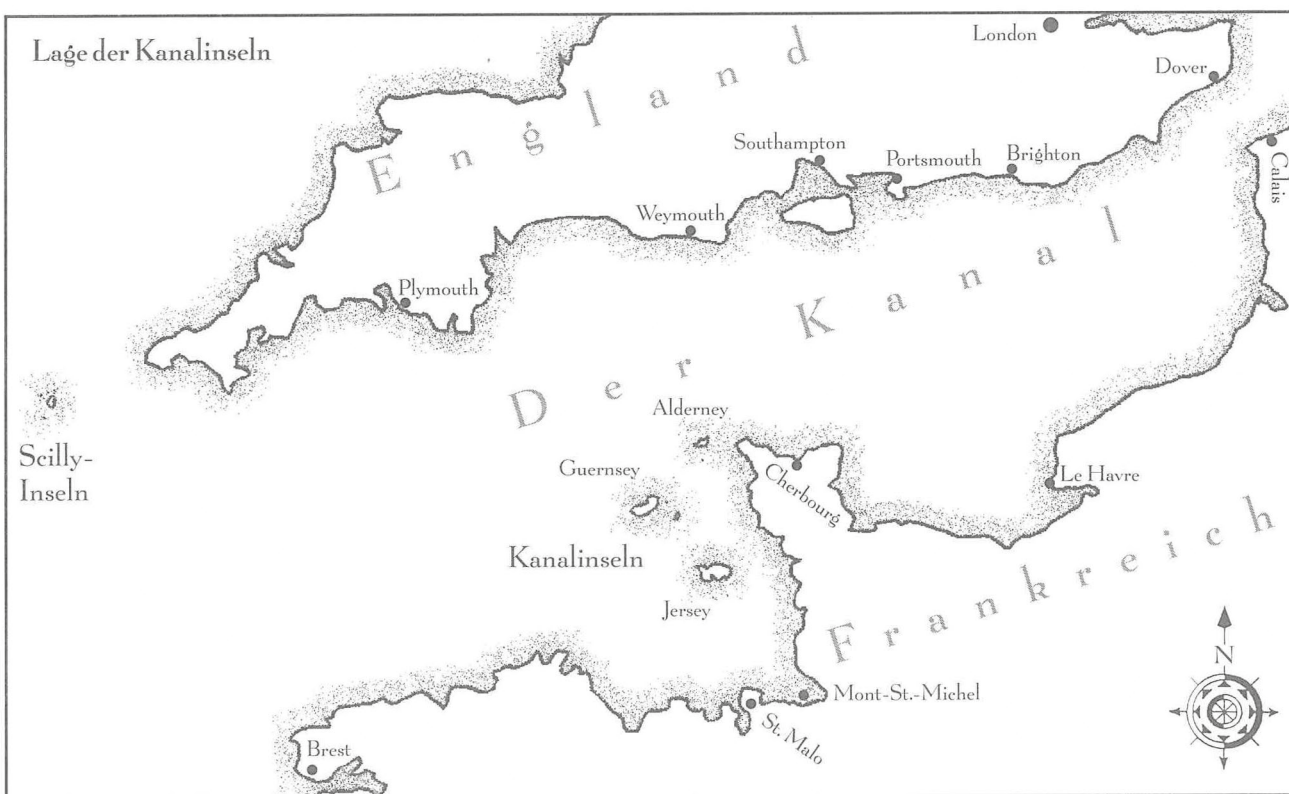 Lage der Kanalinseln
London
Dover
England
Southampton
Portsmouth
Brighton
Calais
Weymouth
Plymouth
Der Kanal
Alderney
Scilly-
Inseln
Guernsey
Cherbourg
Le Havre
Kanalinseln
Jersey
Frankreich
N
Mont-St.-Michel
St. Malo
Brest